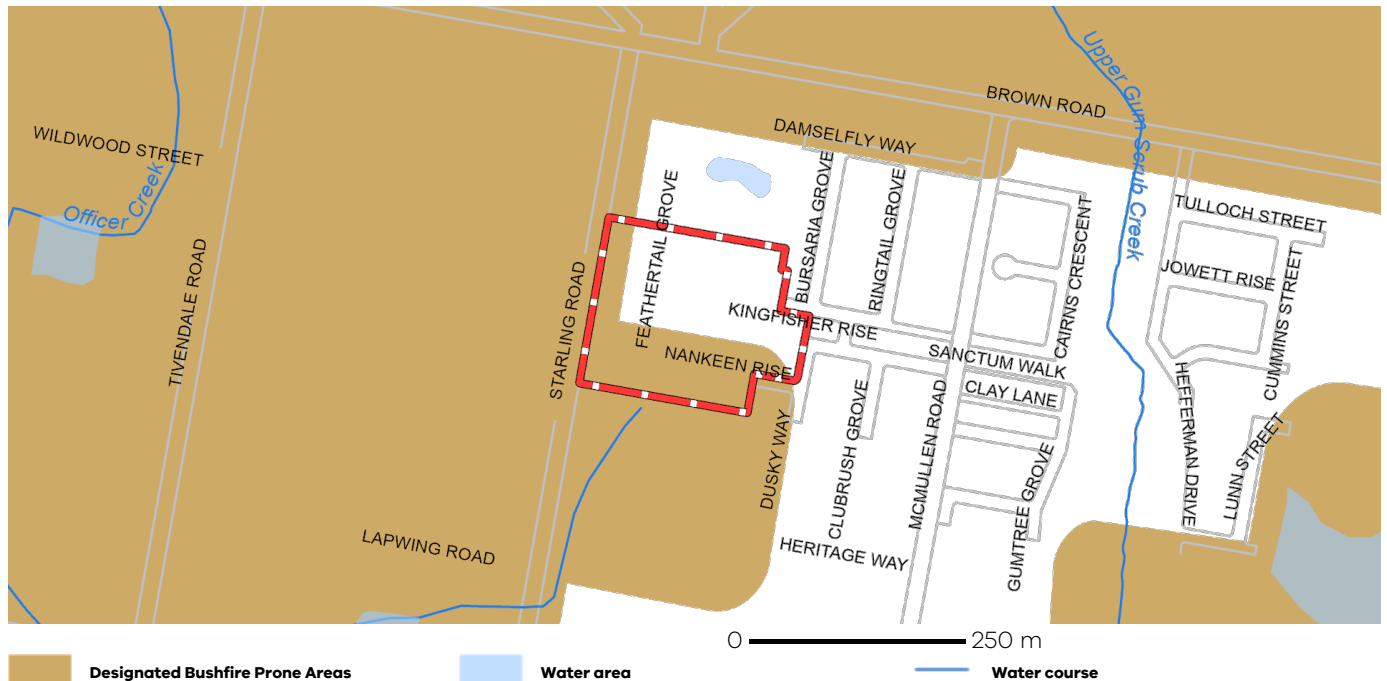 BROWN ROAD
Upper Gum Scrub Creek
WILDWOOD STREET
DAMSELFLY WAY
Officer Creek
FEATHERTAIL GROVE
BURSARIA GROVE
RINGTAIL GROVE
CAIRNS CRESCENT
TULLOCH STREET
JOWETT RISE
CUMMINS STREET
TIVENDALE ROAD
STARLING ROAD
KINGFISHER RISE
NANKEEN RISE
SANCTUM WALK
CLAY LANE
HEFFERMAN DRIVE
LUNN STREET
DUSKY WAY
CLUBRUSH GROVE
MCMULLEN ROAD
GUMTREE GROVE
LAPWING ROAD
HERITAGE WAY
0 250 m
Designated Bushfire Prone Areas
Water area
Water course